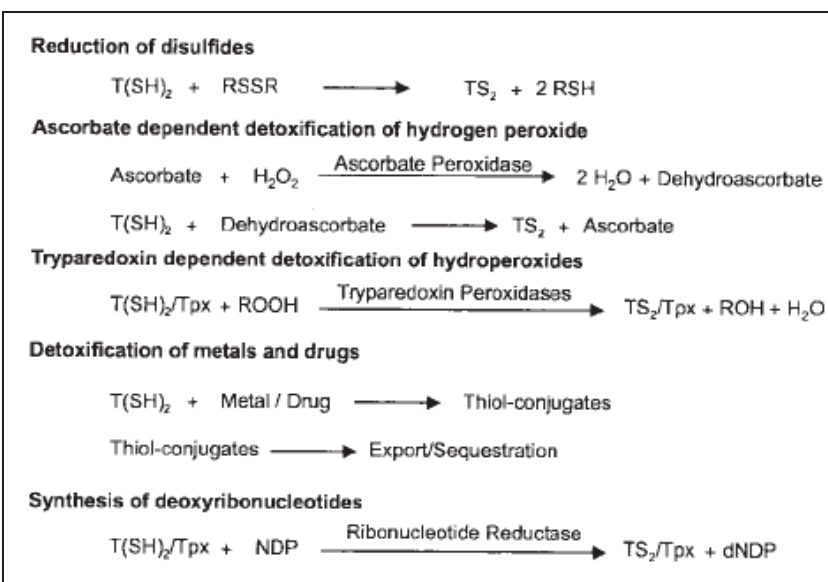 Reduction of disulfides
T(SH)₂ + RSSR → TS₂ + 2 RSH
Ascorbate dependent detoxification of hydrogen peroxide
Ascorbate + H₂O₂ Ascorbate Peroxidase → 2 H₂O + Dehydroascorbate
T(SH)₂ + Dehydroascorbate → TS₂ + Ascorbate
Tryparedoxin dependent detoxification of hydroperoxides
T(SH)₂/Tpx + ROOH Tryparedoxin Peroxidases → TS₂/Tpx + ROH + H₂O
Detoxification of metals and drugs
T(SH)₂ + Metal / Drug → Thiol-conjugates
Thiol-conjugates → Export/Sequestration
Synthesis of deoxyribonucleotides
T(SH)₂/Tpx + NDP Ribonucleotide Reductase → TS₂/Tpx + dNDP